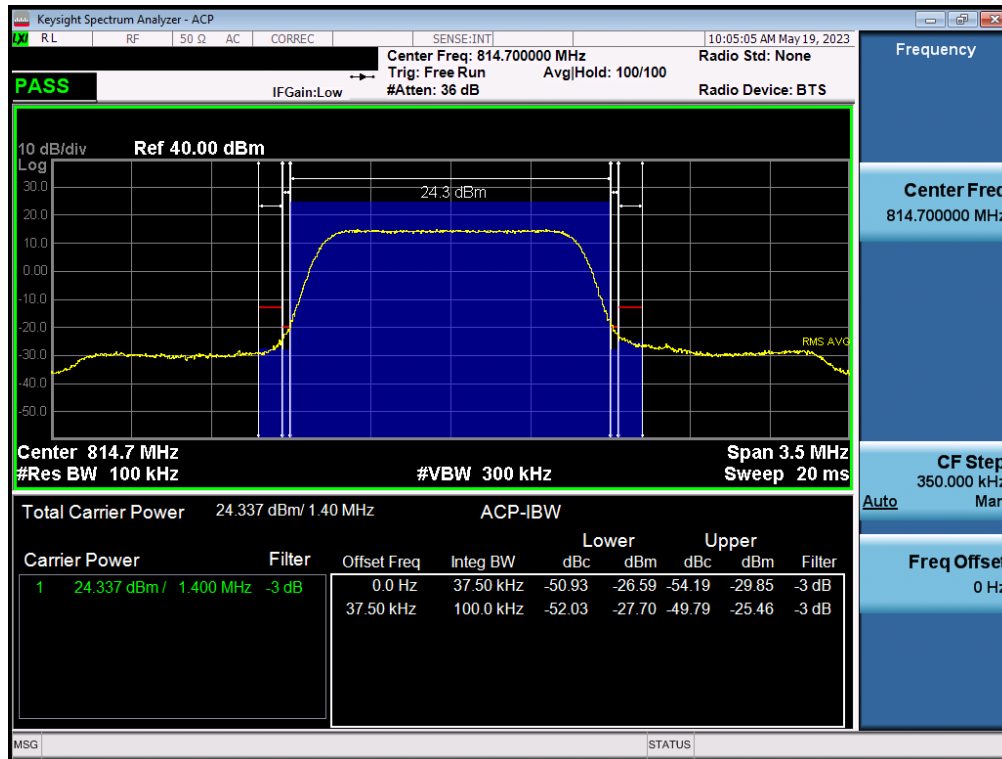 Keysight Spectrum Analyzer - ACP
LXI RL RF 50 Ω AC CORREC SENSE:INT 10:05:05 AM May 19, 2023
Center Freq: 814.700000 MHz Radio Std: None
Trig: Free Run Avg|Hold: 100/100
PASS IFGain:Low #Atten: 36 dB Radio Device: BTS
10 dB/div Ref 40.00 dBm
Log
30.0
24.3 dBm
20.0
10.0
0.00
-10.0
-20.0
RMS AVG
-30.0
-40.0
-50.0
Center 814.7 MHz Span 3.5 MHz
#Res BW 100 kHz #VBW 300 kHz Sweep 20 ms
Total Carrier Power 24.337 dBm/ 1.40 MHz ACP-IBW
Lower Upper
Carrier Power Filter Offset Freq Integ BW dBc dBm dBc dBm Filter
1 24.337 dBm / 1.400 MHz -3 dB 0.0 Hz 37.50 kHz -50.93 -26.59 -54.19 -29.85 -3 dB
37.50 kHz 100.0 kHz -52.03 -27.70 -49.79 -25.46 -3 dB
MSG STATUS
Frequency
Center Freq
814.700000 MHz
CF Step
350.000 kHz
Auto Man
Freq Offset
0 Hz